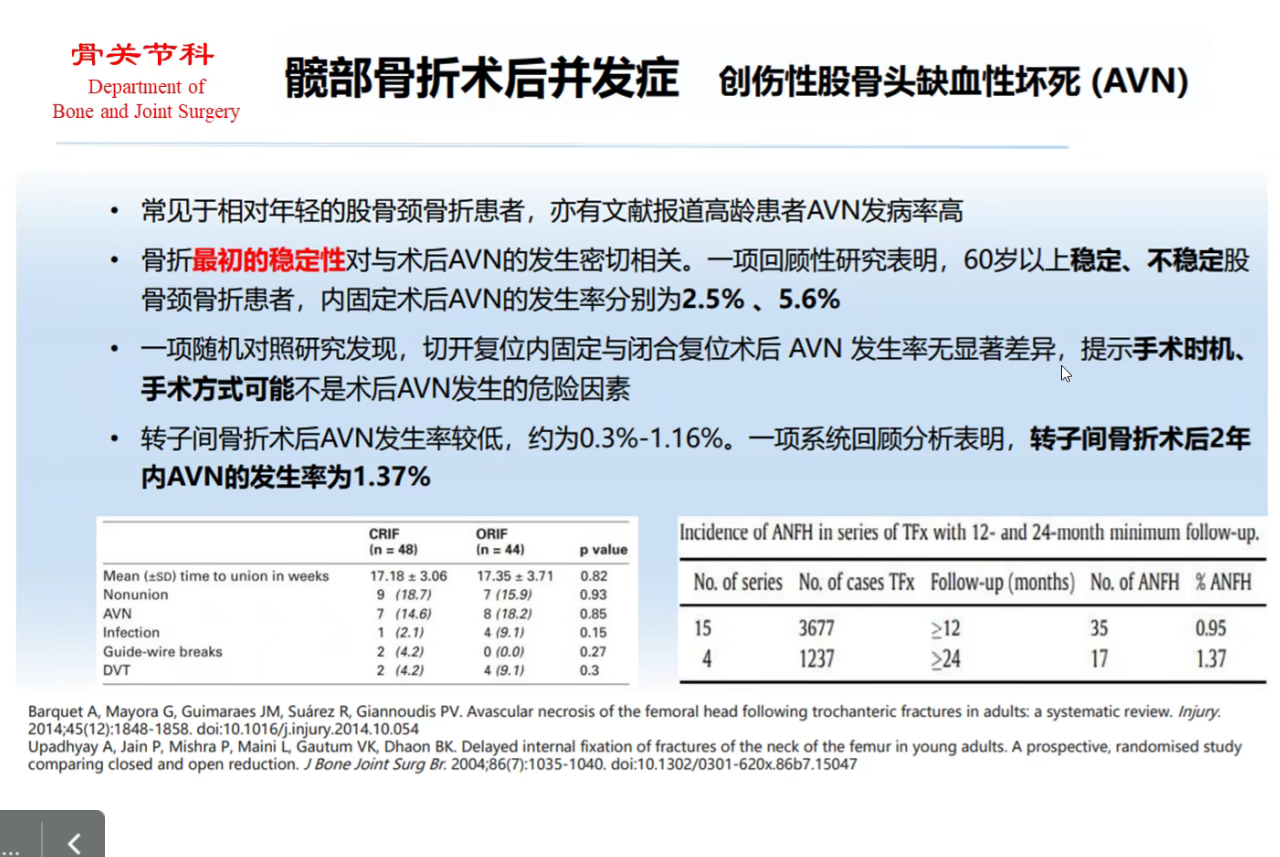 骨关节科
Department of
Bone and Joint Surgery
髋部骨折术后并发症 创伤性股骨头缺血性坏死 (AVN)
• 常见于相对年轻的股骨颈骨折患者，亦有文献报道高龄患者AVN发病率高
• 骨折最初的稳定性对与术后AVN的发生密切相关。一项回顾性研究表明，60岁以上稳定、不稳定股
骨颈骨折患者，内固定术后AVN的发生率分别为2.5% 、5.6%
• 一项随机对照研究发现，切开复位内固定与闭合复位术后 AVN 发生率无显著差异，提示手术时机、
手术方式可能不是术后AVN发生的危险因素
• 转子间骨折术后AVN发生率较低，约为0.3%-1.16%。一项系统回顾分析表明，转子间骨折术后2年
内AVN的发生率为1.37%
CRIF ORIF
(n = 48) (n = 44) p value
Mean (±SD) time to union in weeks 17.18 ± 3.06 17.35 ± 3.71 0.82
Nonunion 9 (18.7) 7 (15.9) 0.93
AVN 7 (14.6) 8 (18.2) 0.85
Infection 1 (2.1) 4 (9.1) 0.15
Guide-wire breaks 2 (4.2) 0 (0.0) 0.27
DVT 2 (4.2) 4 (9.1) 0.3
Incidence of ANFH in series of TFx with 12- and 24-month minimum follow-up.
No. of series No. of cases TFx Follow-up (months) No. of ANFH % ANFH
15 3677 ≥12 35 0.95
4 1237 ≥24 17 1.37
Barquet A, Mayora G, Guimaraes JM, Suárez R, Giannoudis PV. Avascular necrosis of the femoral head following trochanteric fractures in adults: a systematic review. Injury.
2014;45(12):1848-1858. doi:10.1016/j.injury.2014.10.054
Upadhyay A, Jain P, Mishra P, Maini L, Gautum VK, Dhaon BK. Delayed internal fixation of fractures of the neck of the femur in young adults. A prospective, randomised study
comparing closed and open reduction. J Bone Joint Surg Br. 2004;86(7):1035-1040. doi:10.1302/0301-620x.86b7.15047